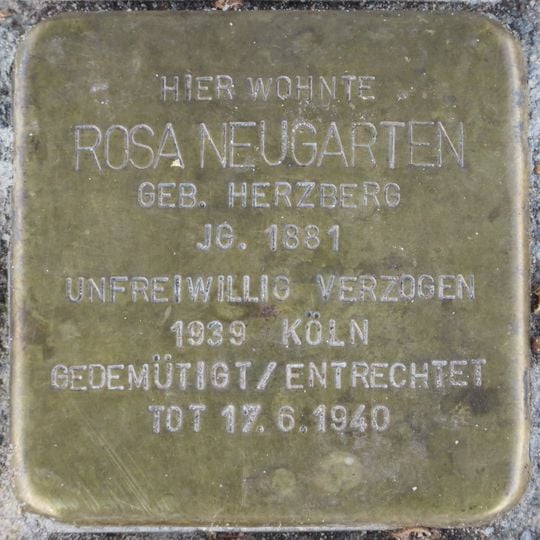 HIER WOHNTE
ROSA NEUGARTEN
GEB. HERZBERG
JG. 1881
UNFREIWILLIG VERZOGEN
1939 KÖLN
GEDEMÜTIGT/ENTRECHTET
TOT 17.6.1940